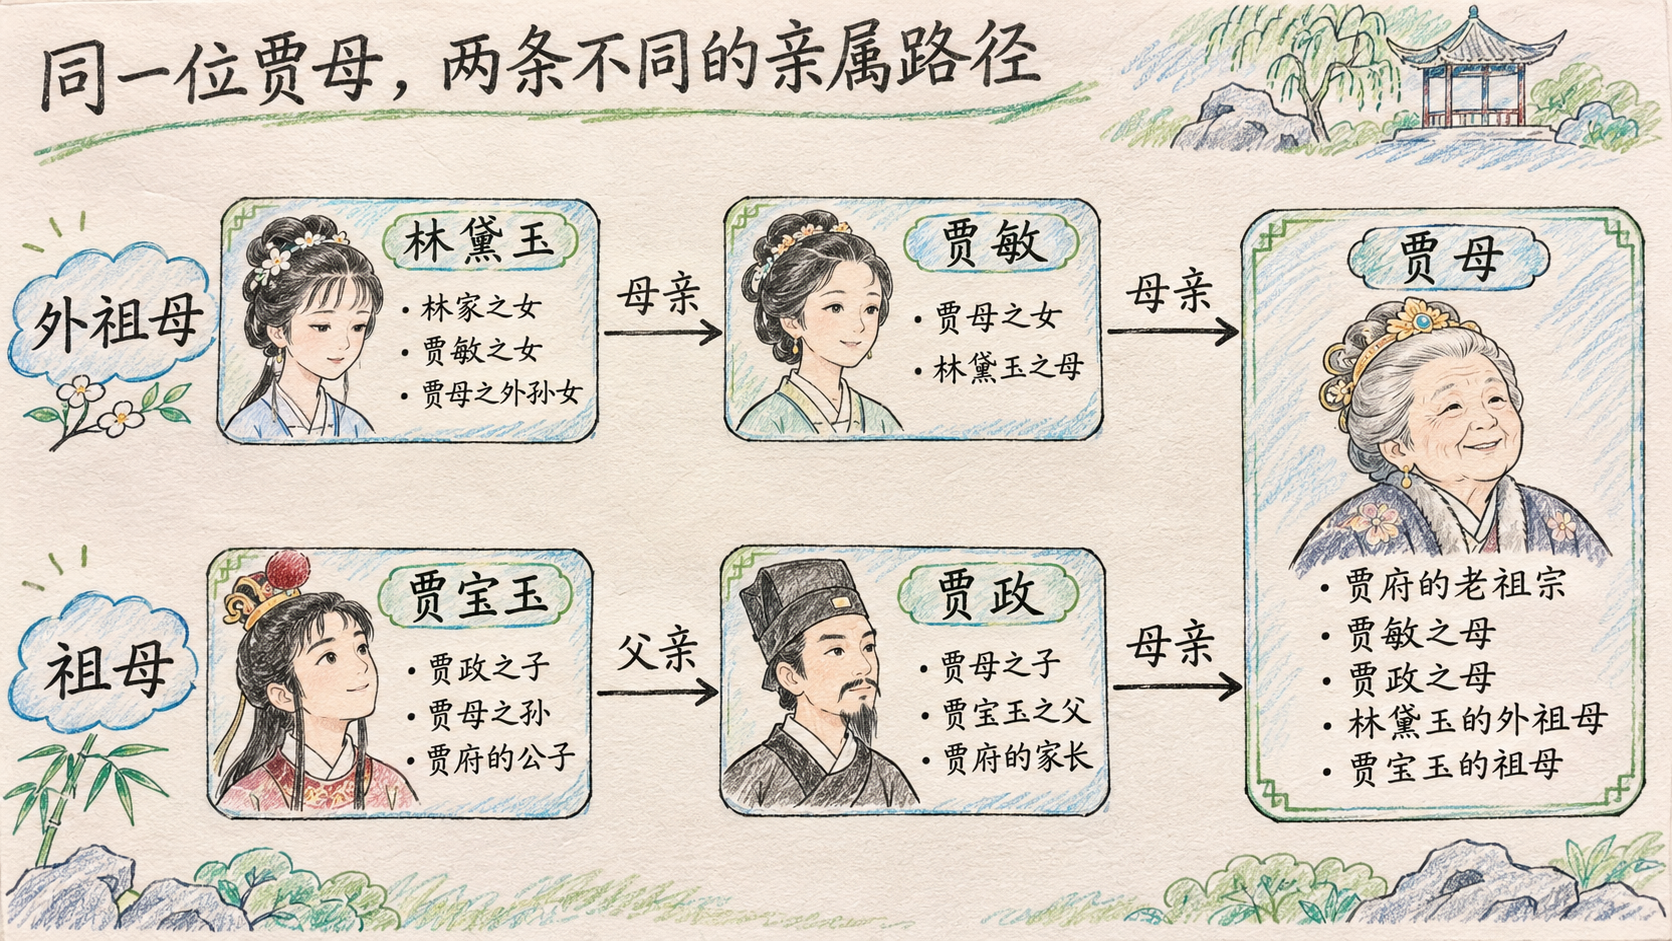 同一位贾母，两条不同的亲属路径
外祖母
林黛玉
• 林家之女
• 贾敏之女
• 贾母之外孙女
母亲
贾敏
• 贾母之女
• 林黛玉之母
母亲
祖母
贾宝玉
• 贾政之子
• 贾母之孙
• 贾府的公子
父亲
贾政
• 贾母之子
• 贾宝玉之父
• 贾府的家长
母亲
贾母
• 贾府的老祖宗
• 贾敏之母
• 贾政之母
• 林黛玉的外祖母
• 贾宝玉的祖母